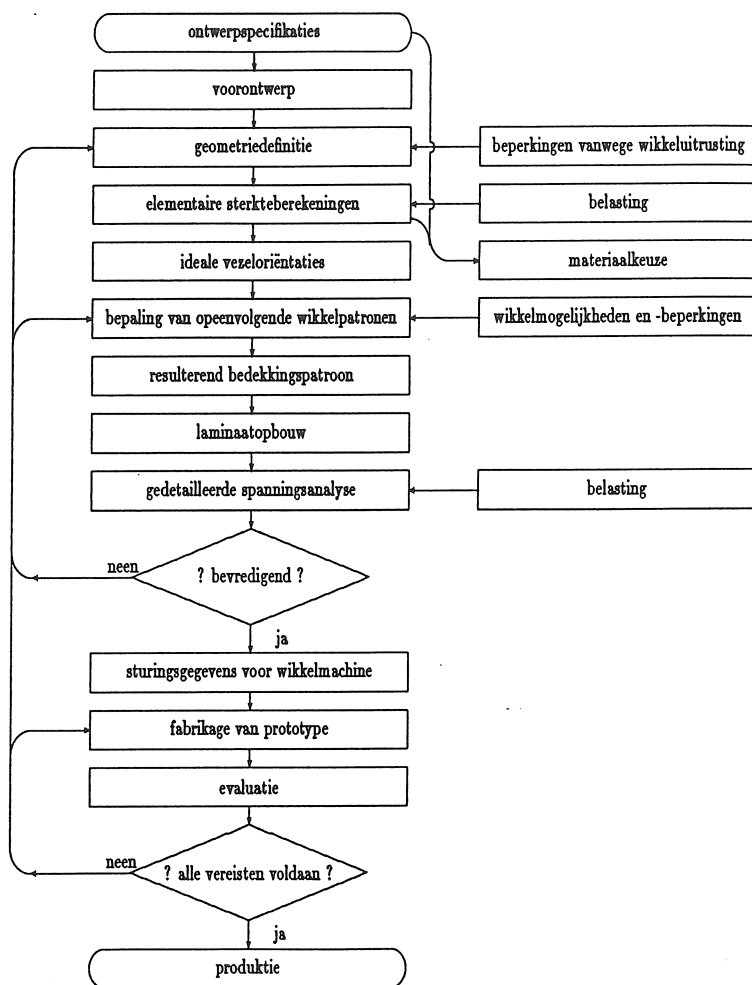 ontwerpspecifikaties
voorontwerp
geometriedefinitie
beperkingen vanwege wikkeluitrusting
elementaire sterkteberekeningen
belasting
ideale vezeloriëntaties
materiaalkeuze
bepaling van opeenvolgende wikkelpatronen
wikkelmogelijkheden en -beperkingen
resulterend bedekkingspatroon
laminaatopbouw
gedetailleerde spanningsanalyse
belasting
neen
? bevredigend ?
ja
sturingsgegevens voor wikkelmachine
fabrikage van prototype
evaluatie
neen
? alle vereisten voldaan ?
ja
produktie